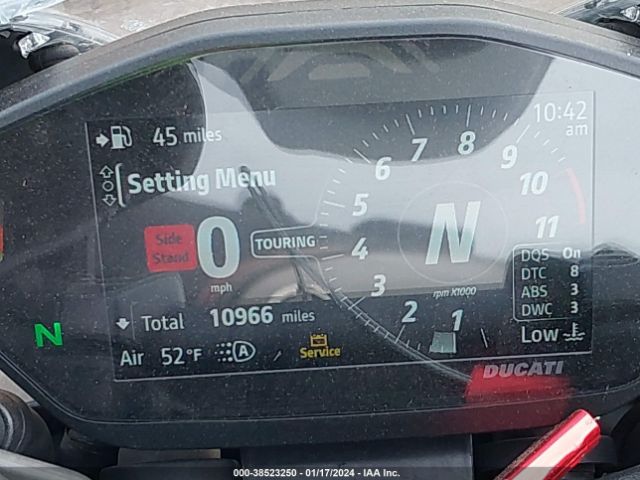 45 miles
10:42 am
Setting Menu
Side Stand
0
mph
TOURING
N
rpm X1000
1
2
3
4
5
6
7
8
9
10
11
DQS On
DTC 8
ABS 3
DWC 3
Total 10966 miles
Low
N
Air 52°F
A
Service
DUCATI
000-38523250 - 01/17/2024 - IAA Inc.